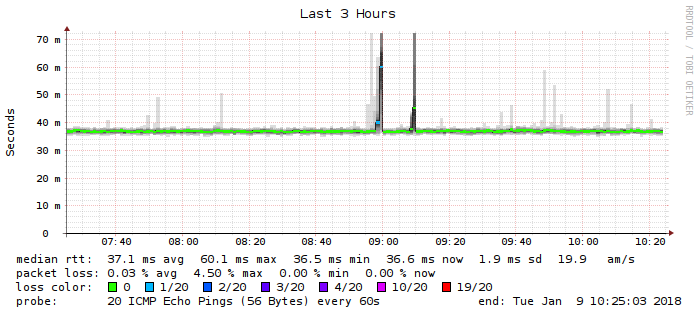 Last 3 Hours
RRDTOOL / TOBI OETIKER
Seconds
70 m
60 m
50 m
40 m
30 m
20 m
10 m
0
07:40 08:00 08:20 08:40 09:00 09:20 09:40 10:00 10:20
median rtt: 37.1 ms avg 60.1 ms max 36.5 ms min 36.6 ms now 1.9 ms sd 19.9 am/s
packet loss: 0.03 % avg 4.50 % max 0.00 % min 0.00 % now
loss color: 0 1/20 2/20 3/20 4/20 10/20 19/20
probe: 20 ICMP Echo Pings (56 Bytes) every 60s end: Tue Jan 9 10:25:03 2018